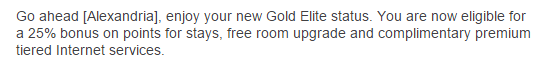 Go ahead [Alexandria], enjoy your new Gold Elite status. You are now eligible for
a 25% bonus on points for stays, free room upgrade and complimentary premium
tiered Internet services.